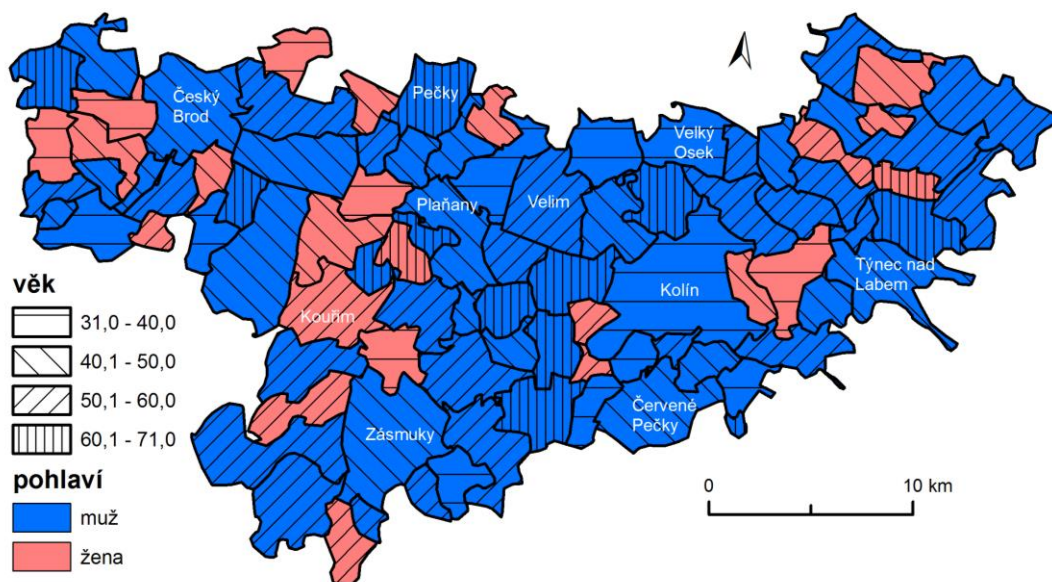 Český
Brod
Pečky
Velký
Osek
Plaňany
Velim
Kolín
Týnec nad
Labem
Kouřim
Zásmuky
Červené
Pečky
věk
31,0 - 40,0
40,1 - 50,0
50,1 - 60,0
60,1 - 71,0
pohlaví
muž
žena
0 10 km